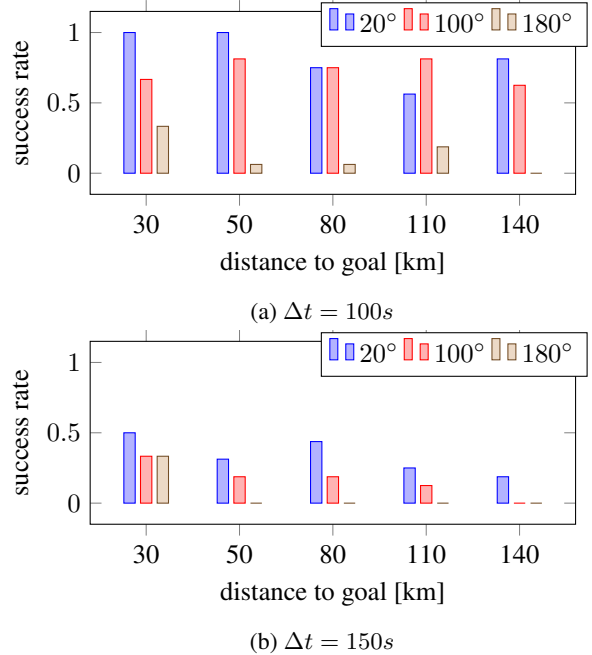 20° 100° 180°
1
0.5
0
success rate
30 50 80 110 140
distance to goal [km]
(a) Δt = 100s
20° 100° 180°
1
0.5
0
success rate
30 50 80 110 140
distance to goal [km]
(b) Δt = 150s